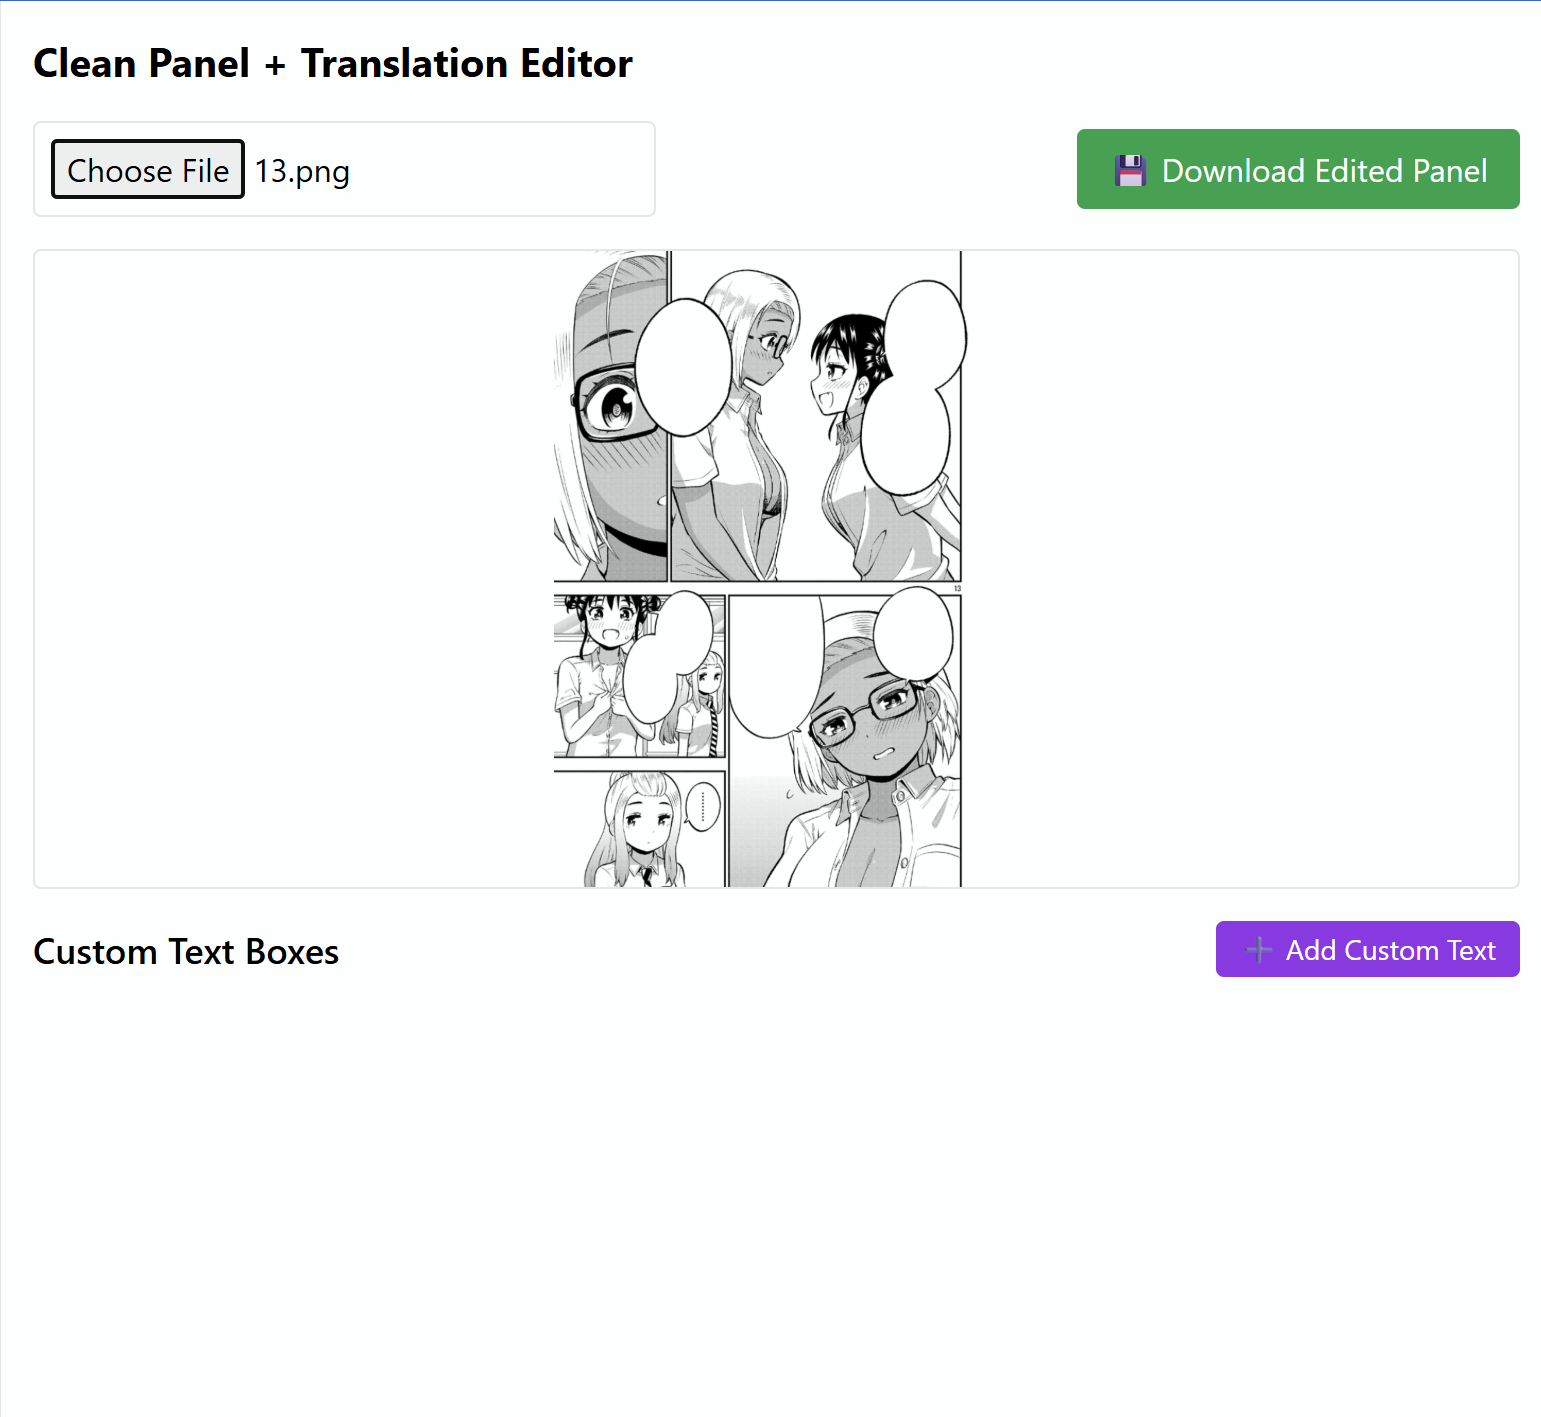 Clean Panel + Translation Editor
Choose File 13.png
💾 Download Edited Panel
13
Custom Text Boxes
➕ Add Custom Text